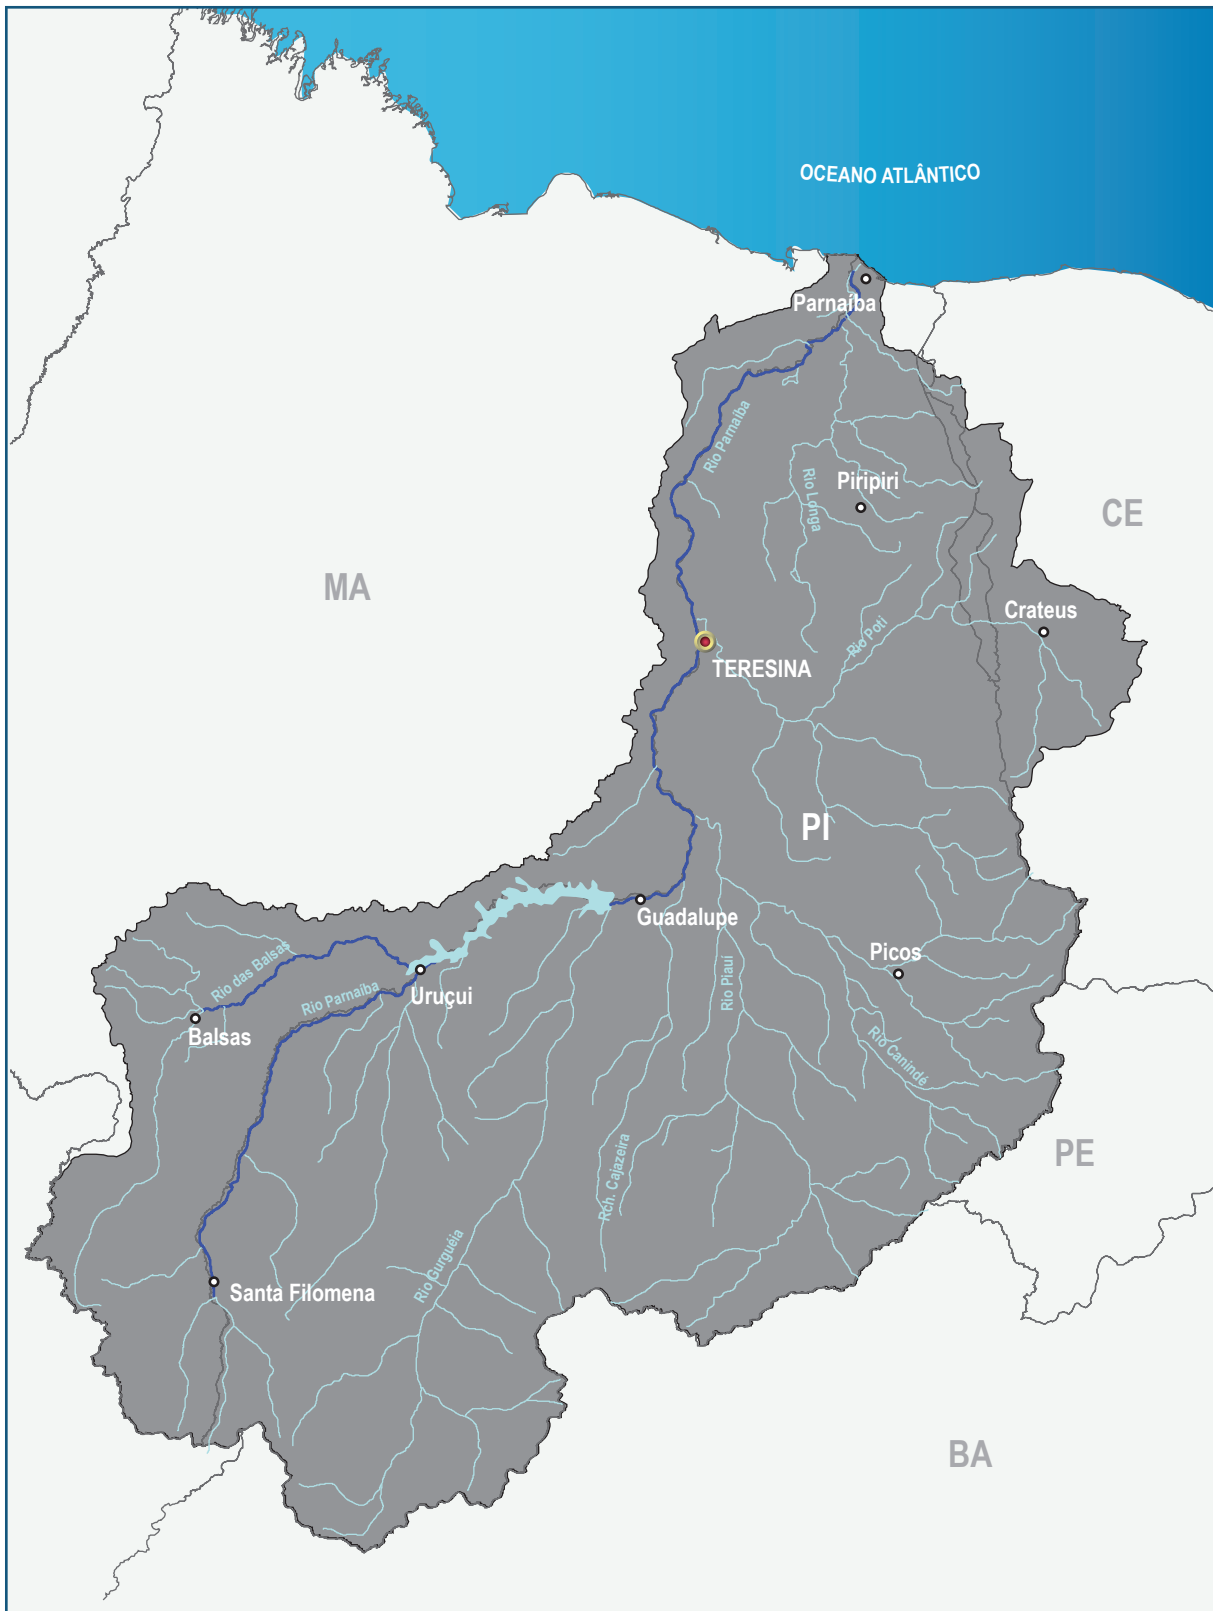 OCEANO ATLÂNTICO
Parnaíba
Rio Parnaíba
Piripiri
Rio Longa
CE
MA
Crateus
Rio Poti
TERESINA
PI
Guadalupe
Picos
Rio das Balsas
Rio Piauí
Uruçui
Rio Parnaíba
Balsas
Rio Canindé
PE
Rch. Cajazeira
Rio Gurguéia
Santa Filomena
BA